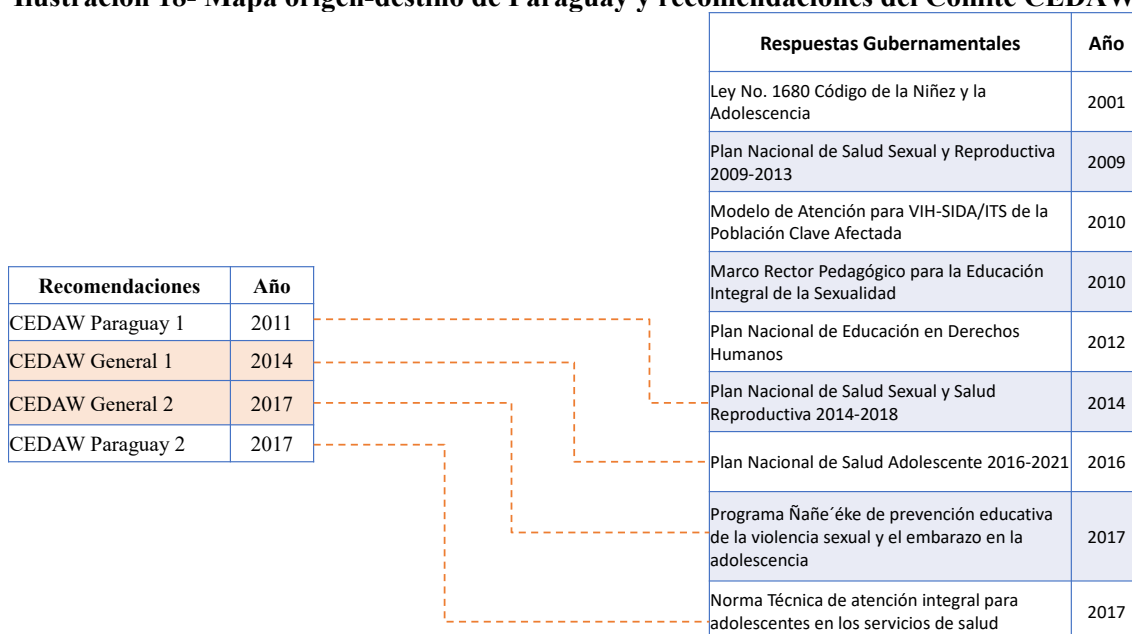 Ilustración 18- Mapa origen-destino de Paraguay y recomendaciones del Comité CEDAW
Respuestas Gubernamentales Año
Ley No. 1680 Código de la Niñez y la
Adolescencia
2001
Plan Nacional de Salud Sexual y Reproductiva
2009-2013
2009
Modelo de Atención para VIH-SIDA/ITS de la
Población Clave Afectada
2010
Marco Rector Pedagógico para la Educación
Integral de la Sexualidad
2010
Plan Nacional de Educación en Derechos
Humanos
2012
Plan Nacional de Salud Sexual y Salud
Reproductiva 2014-2018
2014
Plan Nacional de Salud Adolescente 2016-2021 2016
Programa Ñañe´éke de prevención educativa
de la violencia sexual y el embarazo en la
adolescencia
2017
Norma Técnica de atención integral para
adolescentes en los servicios de salud
2017
Recomendaciones Año
CEDAW Paraguay 1 2011
CEDAW General 1 2014
CEDAW General 2 2017
CEDAW Paraguay 2 2017